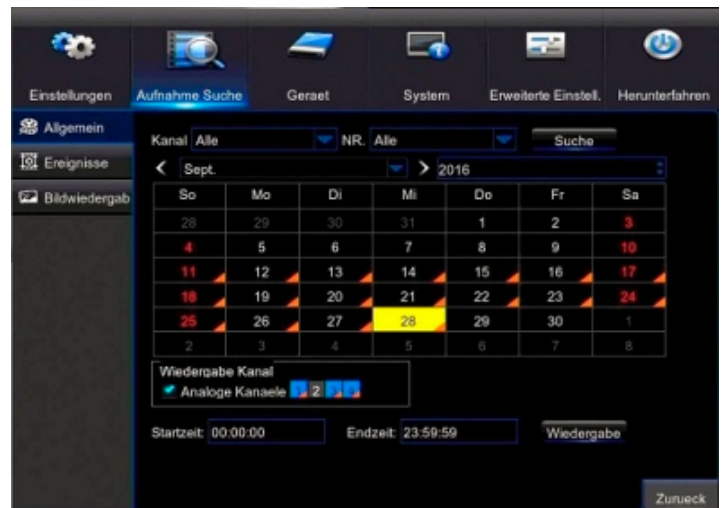 Einstellungen Aufnahme Suche Geraet System Erweiterte Einstell. Herunterfahren
Allgemein
Ereignisse
Bildwiedergab
Kanal Alle NR. Alle Suche
< Sept. > 2016
So Mo Di Mi Do Fr Sa
28 29 30 31 1 2 3
4 5 6 7 8 9 10
11 12 13 14 15 16 17
18 19 20 21 22 23 24
25 26 27 28 29 30 1
2 3 4 5 6 7 8
Wiedergabe Kanal
Analoge Kanaele 1 2 3 4
Startzeit: 00:00:00 Endzeit: 23:59:59 Wiedergabe
Zurueck